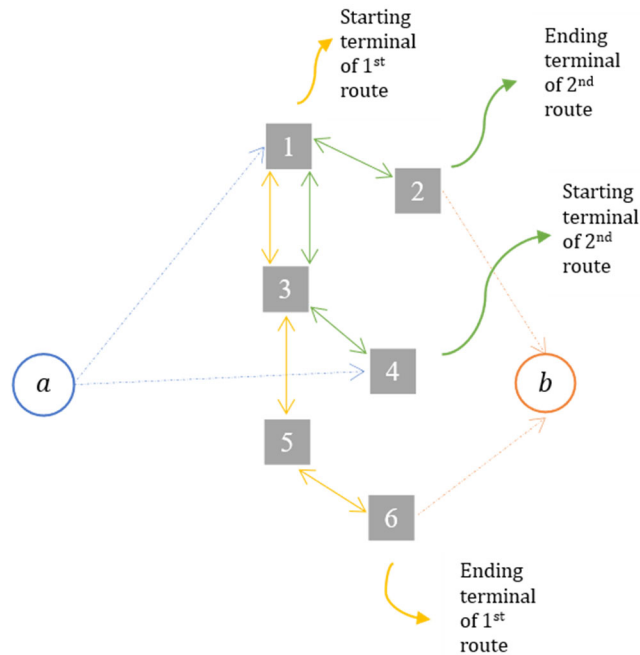 Starting
terminal
of 1st
route
Ending
terminal
of 2nd
route
1
2
Starting
terminal
of 2nd
route
3
a
4
b
5
6
Ending
terminal
of 1st
route